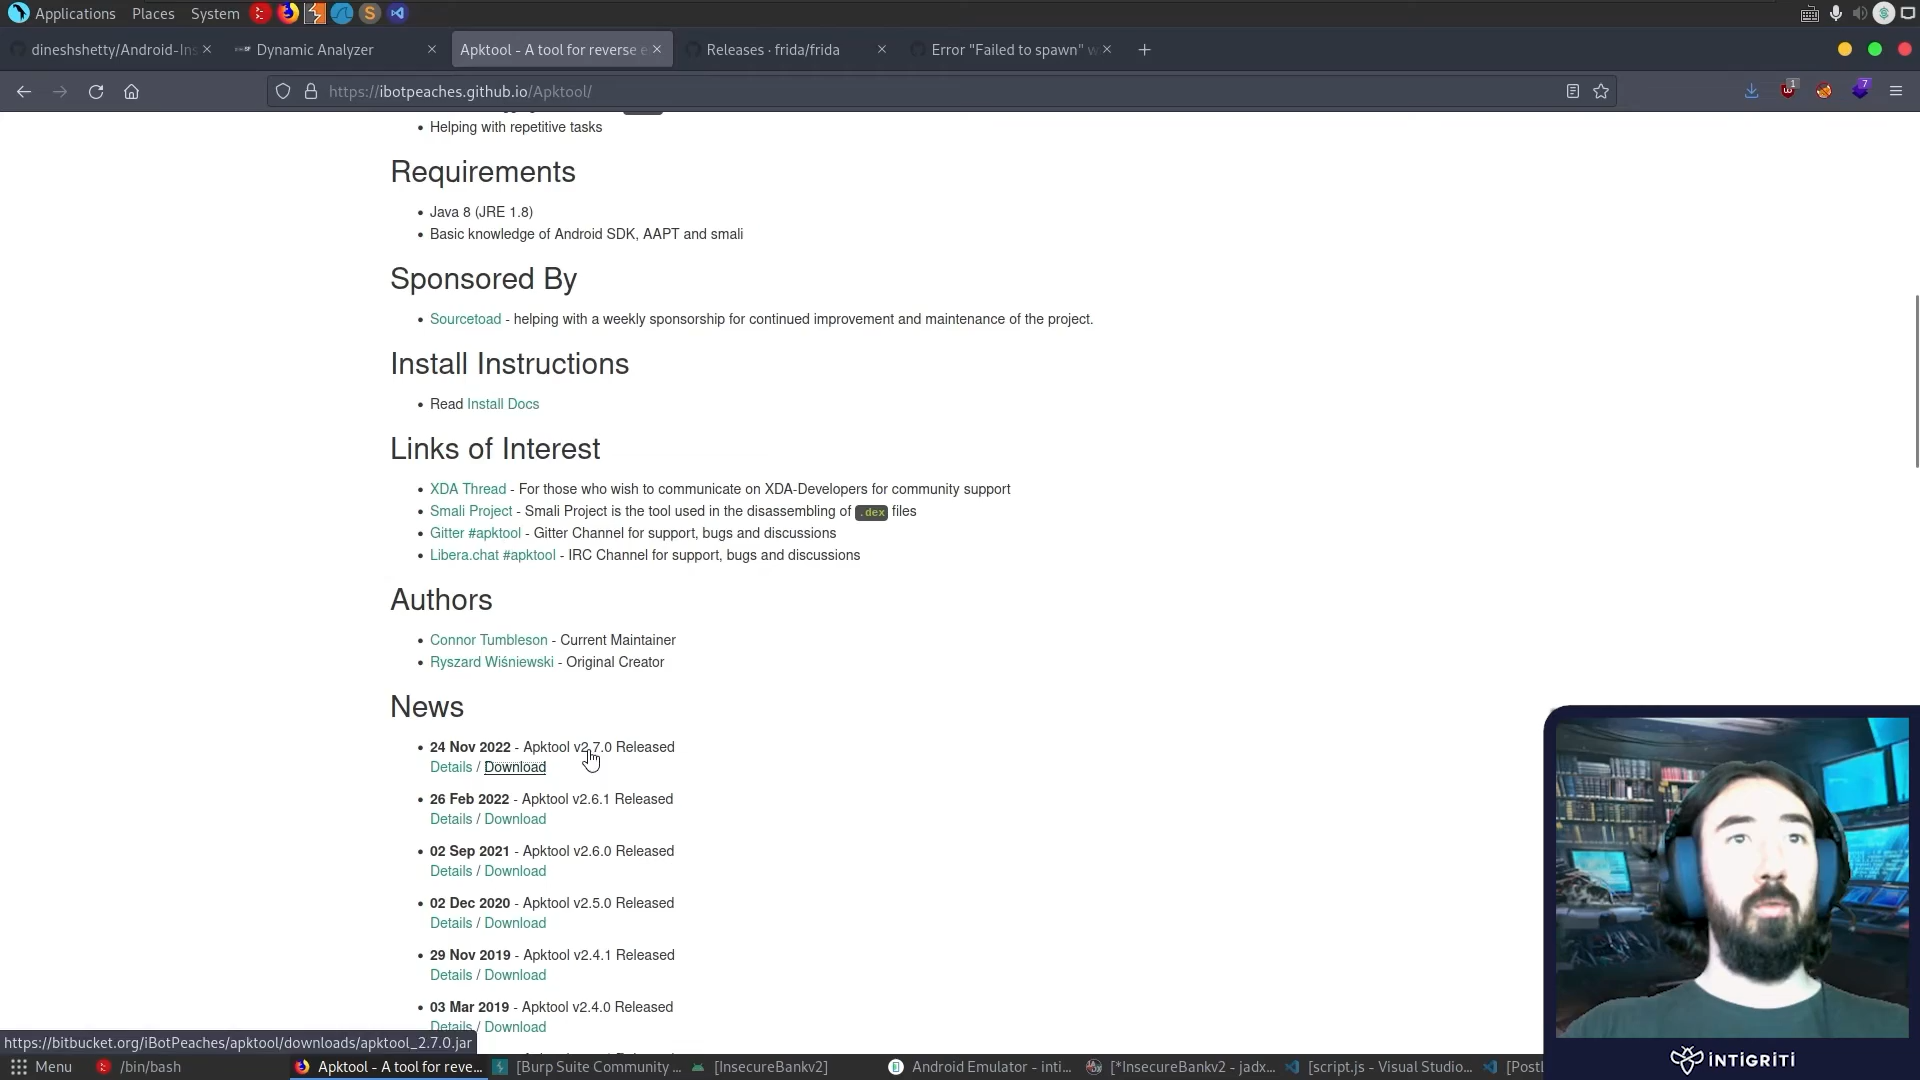 Applications Places System
dineshshetty/Android-Ins
Dynamic Analyzer
Apktool - A tool for reverse e
Releases · frida/frida
Error "Failed to spawn" w
https://ibotpeaches.github.io/Apktool/
1
7
Helping with repetitive tasks
Requirements
Java 8 (JRE 1.8)
Basic knowledge of Android SDK, AAPT and smali
Sponsored By
Sourcetoad - helping with a weekly sponsorship for continued improvement and maintenance of the project.
Install Instructions
Read Install Docs
Links of Interest
XDA Thread - For those who wish to communicate on XDA-Developers for community support
Smali Project - Smali Project is the tool used in the disassembling of .dex files
Gitter #apktool - Gitter Channel for support, bugs and discussions
Libera.chat #apktool - IRC Channel for support, bugs and discussions
Authors
Connor Tumbleson - Current Maintainer
Ryszard Wiśniewski - Original Creator
News
24 Nov 2022 - Apktool v2.7.0 Released
Details / Download
26 Feb 2022 - Apktool v2.6.1 Released
Details / Download
02 Sep 2021 - Apktool v2.6.0 Released
Details / Download
02 Dec 2020 - Apktool v2.5.0 Released
Details / Download
29 Nov 2019 - Apktool v2.4.1 Released
Details / Download
03 Mar 2019 - Apktool v2.4.0 Released
Details / Download
https://bitbucket.org/iBotPeaches/apktool/downloads/apktool_2.7.0.jar
Menu
/bin/bash
Apktool - A tool for reve...
[Burp Suite Community ...
[InsecureBankv2]
Android Emulator - inti...
[*InsecureBankv2 - jadx...
[script.js - Visual Studio...
[Post
INTIGRITI